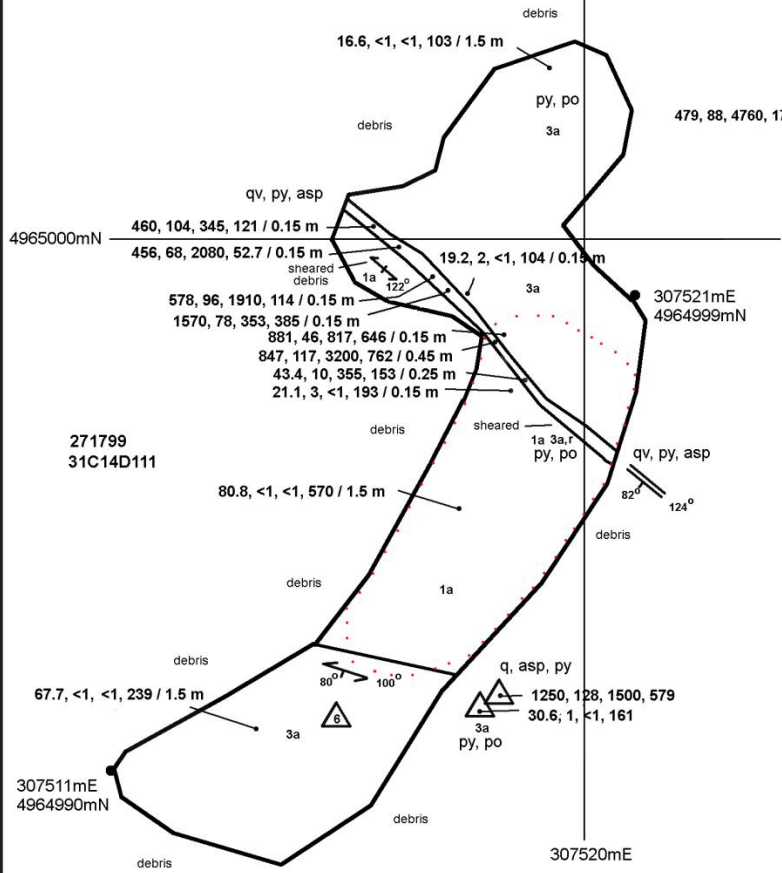 debris
16.6, <1, <1, 103 / 1.5 m
py, po
3a
debris
479, 88, 4760, 17
qv, py, asp
460, 104, 345, 121 / 0.15 m
4965000mN
456, 68, 2080, 52.7 / 0.15 m
19.2, 2, <1, 104 / 0.15 m
sheared
debris
1a
122°
3a
578, 96, 1910, 114 / 0.15 m
307521mE
4964999mN
1570, 78, 353, 385 / 0.15 m
881, 46, 817, 646 / 0.15 m
847, 117, 3200, 762 / 0.45 m
43.4, 10, 355, 153 / 0.25 m
21.1, 3, <1, 193 / 0.15 m
debris
sheared
1a 3a,r
py, po
qv, py, asp
82°
124°
271799
31C14D111
80.8, <1, <1, 570 / 1.5 m
debris
debris
1a
debris
q, asp, py
80°
100°
67.7, <1, <1, 239 / 1.5 m
1250, 128, 1500, 579
30.6, 1, <1, 161
6
3a
3a
py, po
307511mE
4964990mN
debris
307520mE
debris